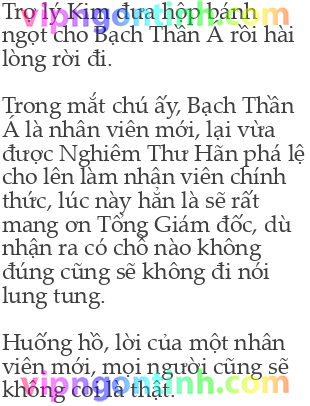 Trợ lý Kim đưa hộp bánh
ngọt cho Bạch Thần Á rồi hài
lòng rời đi.
Trong mắt chú ấy, Bạch Thần
Á là nhân viên mới, lại vừa
được Nghiêm Thư Hãn phá lệ
cho lên làm nhận viên chính
thức, lúc này hẳn là sẽ rất
mang ơn Tổng Giám đốc, dù
nhận ra có chỗ nào không
đúng cũng sẽ không đi nói
lung tung.
Huống hồ, lời của một nhân
viên mới, mọi người cũng sẽ
không coi là thật.
vipngontinh.com
vipngontinh.com